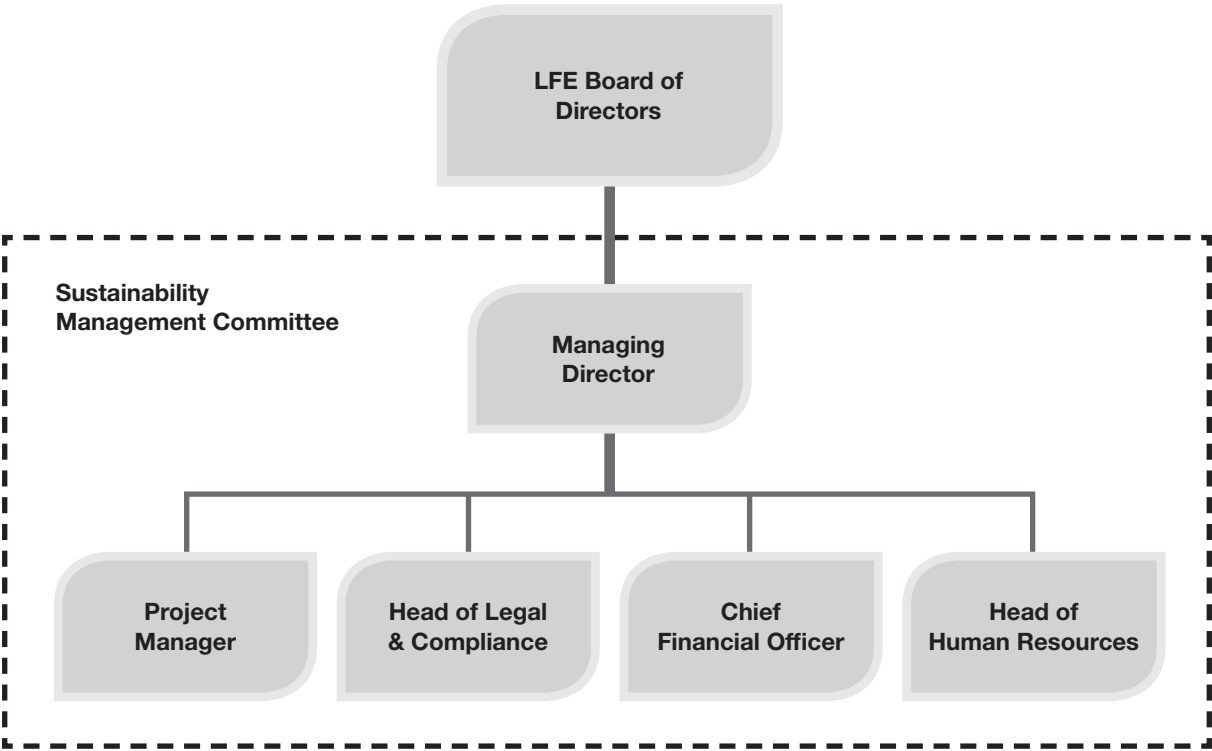 LFE Board of
Directors
Sustainability
Management Committee
Managing
Director
Project
Manager
Head of Legal
& Compliance
Chief
Financial Officer
Head of
Human Resources